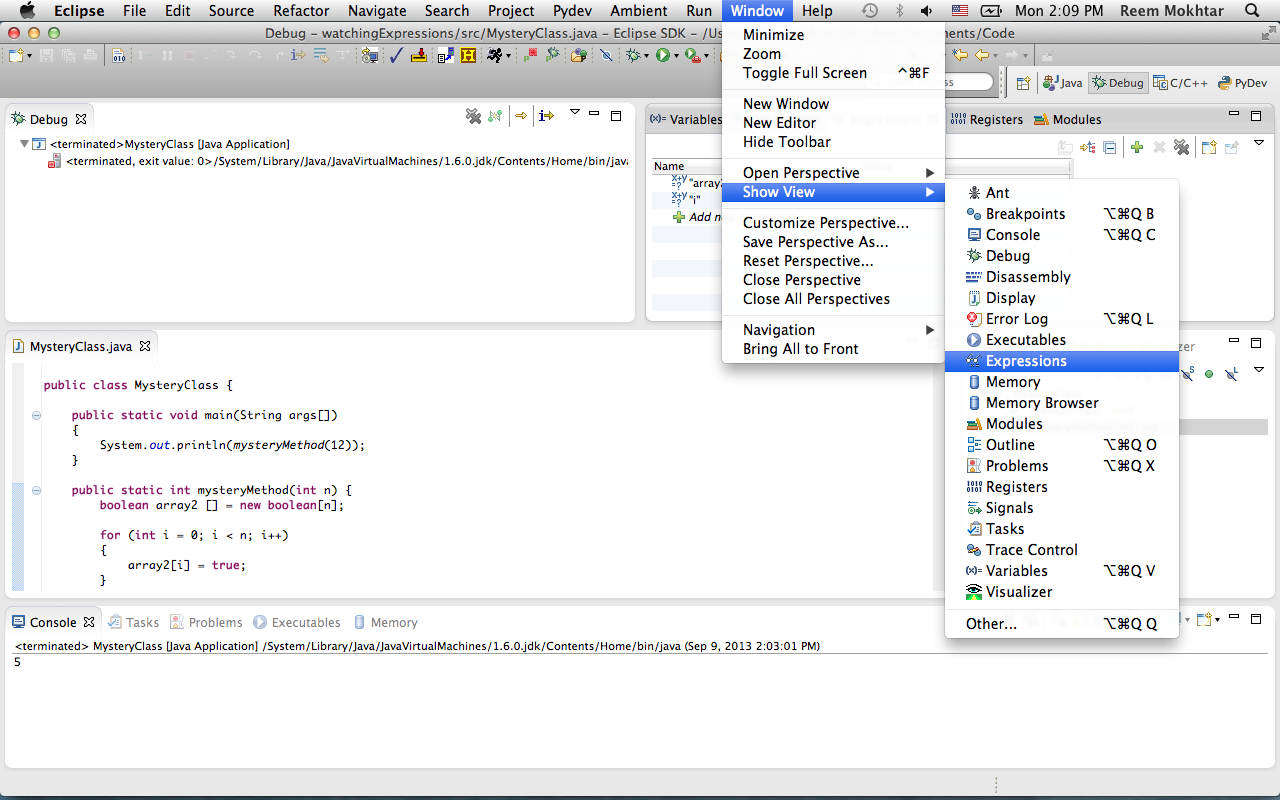 Eclipse File Edit Source Refactor Navigate Search Project Pydev Ambient Run Window Help Mon 2:09 PM Reem Mokhtar
Debug – watchingExpressions/src/MysteryClass.java – Eclipse SDK – /Us
ments/Code
Java Debug C/C++ PyDev
Minimize
Zoom
Toggle Full Screen ^⌘F
New Window
New Editor
Hide Toolbar
Open Perspective
Show View
Customize Perspective...
Save Perspective As...
Reset Perspective...
Close Perspective
Close All Perspectives
Navigation
Bring All to Front
Ant
Breakpoints ⌥⌘Q B
Console ⌥⌘Q C
Debug
Disassembly
Display
Error Log ⌥⌘Q L
Executables
Expressions
Memory
Memory Browser
Modules
Outline ⌥⌘Q O
Problems ⌥⌘Q X
Registers
Signals
Tasks
Trace Control
Variables ⌥⌘Q V
Visualizer
Other... ⌥⌘Q Q
Debug
<terminated>MysteryClass [Java Application]
<terminated, exit value: 0>/System/Library/Java/JavaVirtualMachines/1.6.0.jdk/Contents/Home/bin/java
(x)= Variables Registers Modules
Name
"array2
"i"
Add ne
MysteryClass.java
public class MysteryClass {
public static void main(String args[])
{
System.out.println(mysteryMethod(12));
}
public static int mysteryMethod(int n) {
boolean array2 [] = new boolean[n];
for (int i = 0; i < n; i++)
{
array2[i] = true;
}
Console Tasks Problems Executables Memory
<terminated> MysteryClass [Java Application] /System/Library/Java/JavaVirtualMachines/1.6.0.jdk/Contents/Home/bin/java (Sep 9, 2013 2:03:01 PM)
5